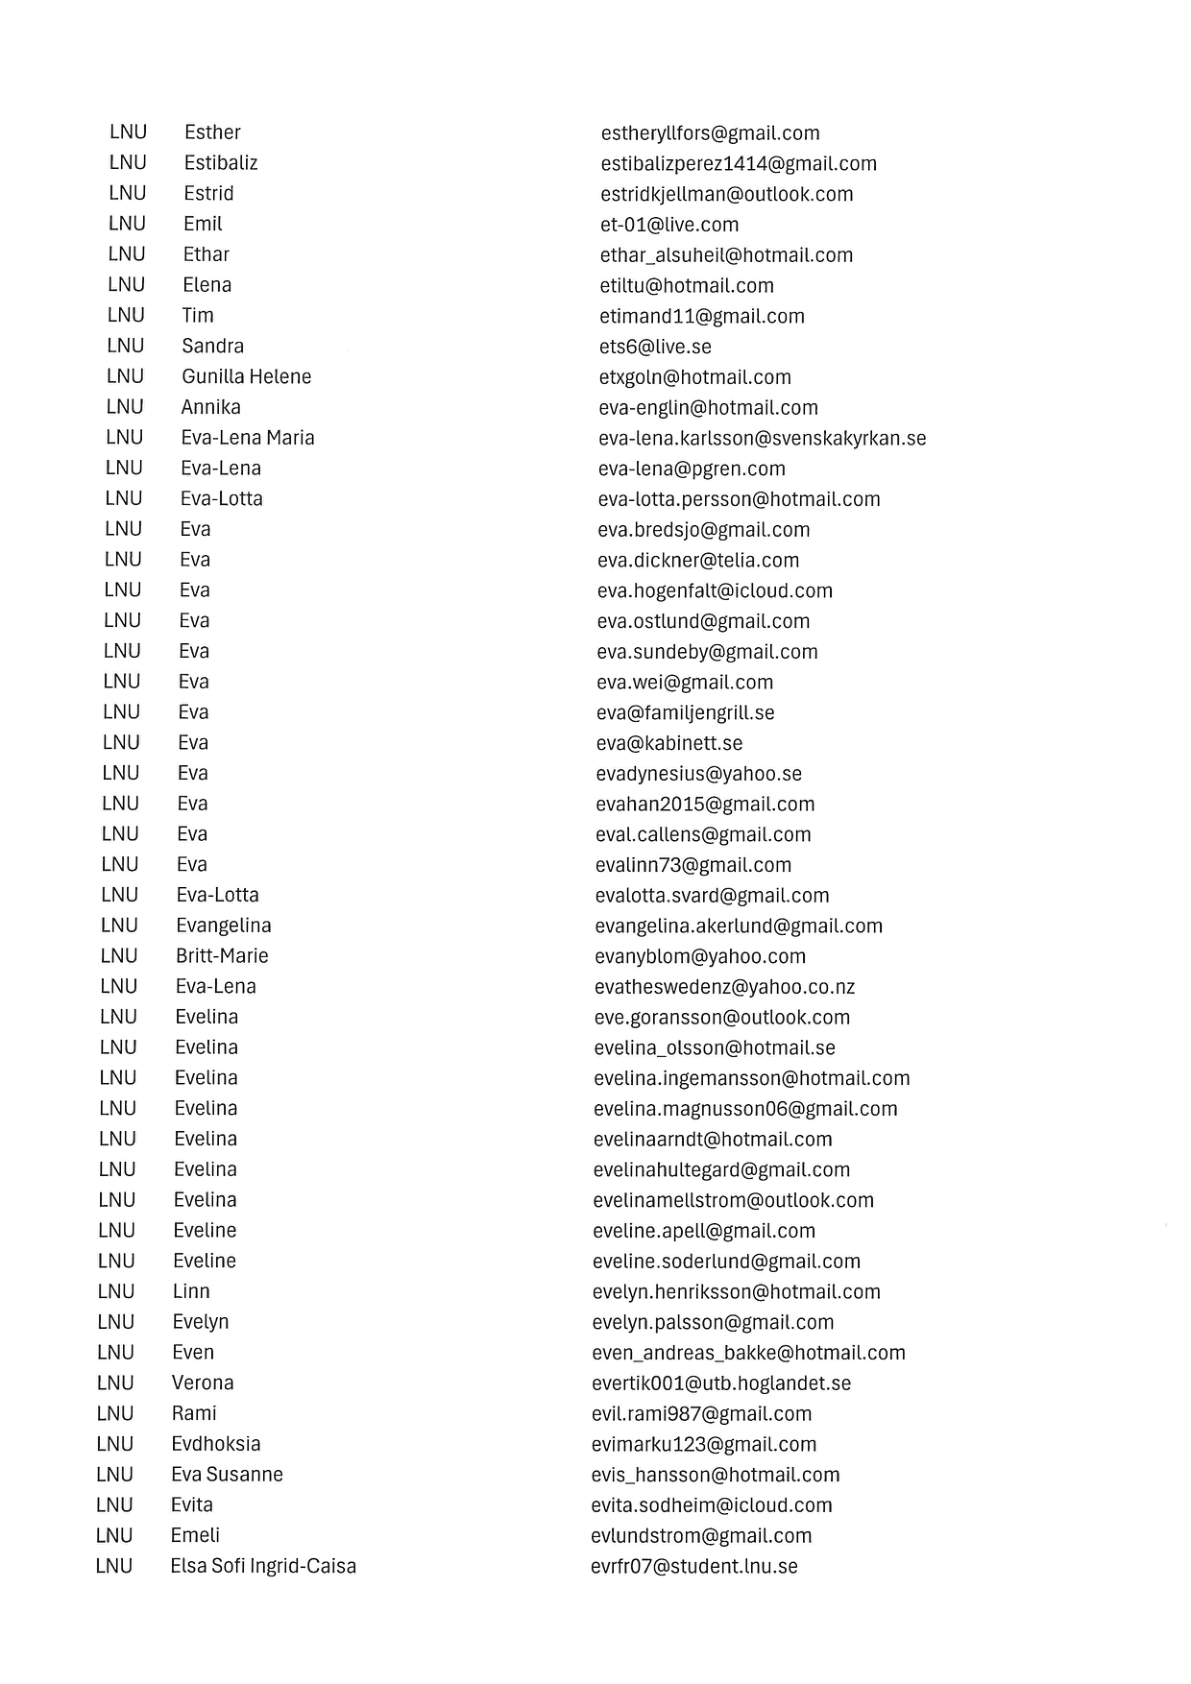 LNU Esther estheryllfors@gmail.com
LNU Estibaliz estibalizperez1414@gmail.com
LNU Estrid estridkjellman@outlook.com
LNU Emil et-01@live.com
LNU Ethar ethar_alsuheil@hotmail.com
LNU Elena etiltu@hotmail.com
LNU Tim etimand11@gmail.com
LNU Sandra ets6@live.se
LNU Gunilla Helene etxgoln@hotmail.com
LNU Annika eva-englin@hotmail.com
LNU Eva-Lena Maria eva-lena.karlsson@svenskakyrkan.se
LNU Eva-Lena eva-lena@pgren.com
LNU Eva-Lotta eva-lotta.persson@hotmail.com
LNU Eva eva.bredsjo@gmail.com
LNU Eva eva.dickner@telia.com
LNU Eva eva.hogenfalt@icloud.com
LNU Eva eva.ostlund@gmail.com
LNU Eva eva.sundeby@gmail.com
LNU Eva eva.wei@gmail.com
LNU Eva eva@familjengrill.se
LNU Eva eva@kabinett.se
LNU Eva evadynesius@yahoo.se
LNU Eva evahan2015@gmail.com
LNU Eva eval.callens@gmail.com
LNU Eva evalinn73@gmail.com
LNU Eva-Lotta evalotta.svard@gmail.com
LNU Evangelina evangelina.akerlund@gmail.com
LNU Britt-Marie evanyblom@yahoo.com
LNU Eva-Lena evatheswedenz@yahoo.co.nz
LNU Evelina eve.goransson@outlook.com
LNU Evelina evelina_olsson@hotmail.se
LNU Evelina evelina.ingemansson@hotmail.com
LNU Evelina evelina.magnusson06@gmail.com
LNU Evelina evelinaarndt@hotmail.com
LNU Evelina evelinahultegard@gmail.com
LNU Evelina evelinamellstrom@outlook.com
LNU Eveline eveline.apell@gmail.com
LNU Eveline eveline.soderlund@gmail.com
LNU Linn evelyn.henriksson@hotmail.com
LNU Evelyn evelyn.palsson@gmail.com
LNU Even even_andreas_bakke@hotmail.com
LNU Verona evertik001@utb.hoglandet.se
LNU Rami evil.rami987@gmail.com
LNU Evdhoksia evimarku123@gmail.com
LNU Eva Susanne evis_hansson@hotmail.com
LNU Evita evita.sodheim@icloud.com
LNU Emeli evlundstrom@gmail.com
LNU Elsa Sofi Ingrid-Caisa evrfr07@student.lnu.se